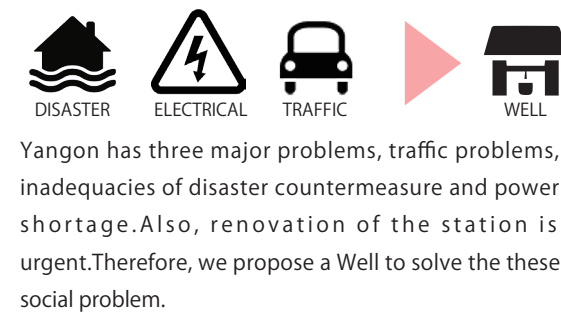 DISASTER ELECTRICAL TRAFFIC WELL
Yangon has three major problems, traffic problems,
inadequacies of disaster countermeasure and power
shortage.Also, renovation of the station is
urgent.Therefore, we propose a Well to solve the these
social problem.